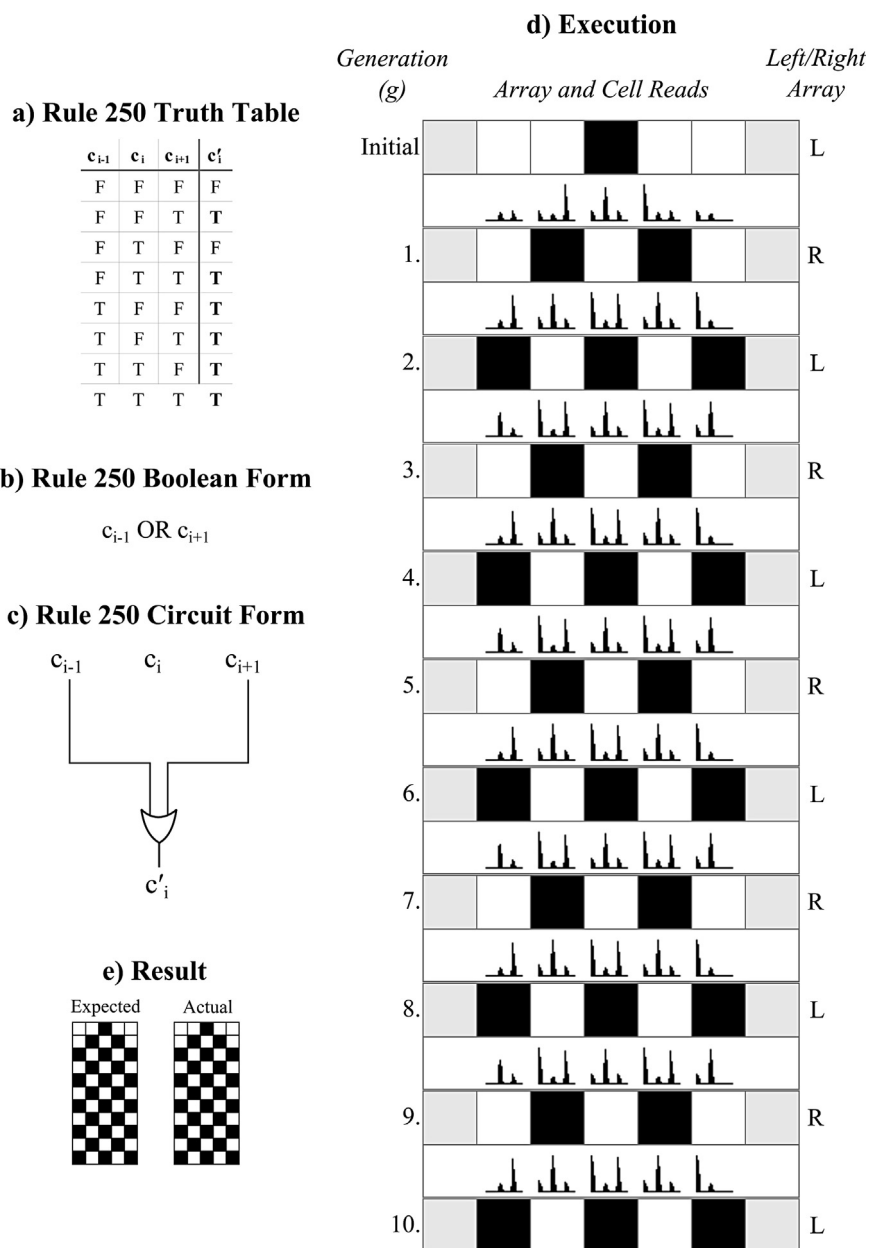 d) Execution
Generation (g)
Array and Cell Reads
Left/Right Array
a) Rule 250 Truth Table
c i-1 c i c i+1 c′i
F F F F
F F T T
F T F F
F T T T
T F F T
T F T T
T T F T
T T T T
b) Rule 250 Boolean Form
c i-1 OR c i+1
c) Rule 250 Circuit Form
c i-1 c i c i+1
c′i
e) Result
Expected Actual
Initial L
1. R
2. L
3. R
4. L
5. R
6. L
7. R
8. L
9. R
10. L